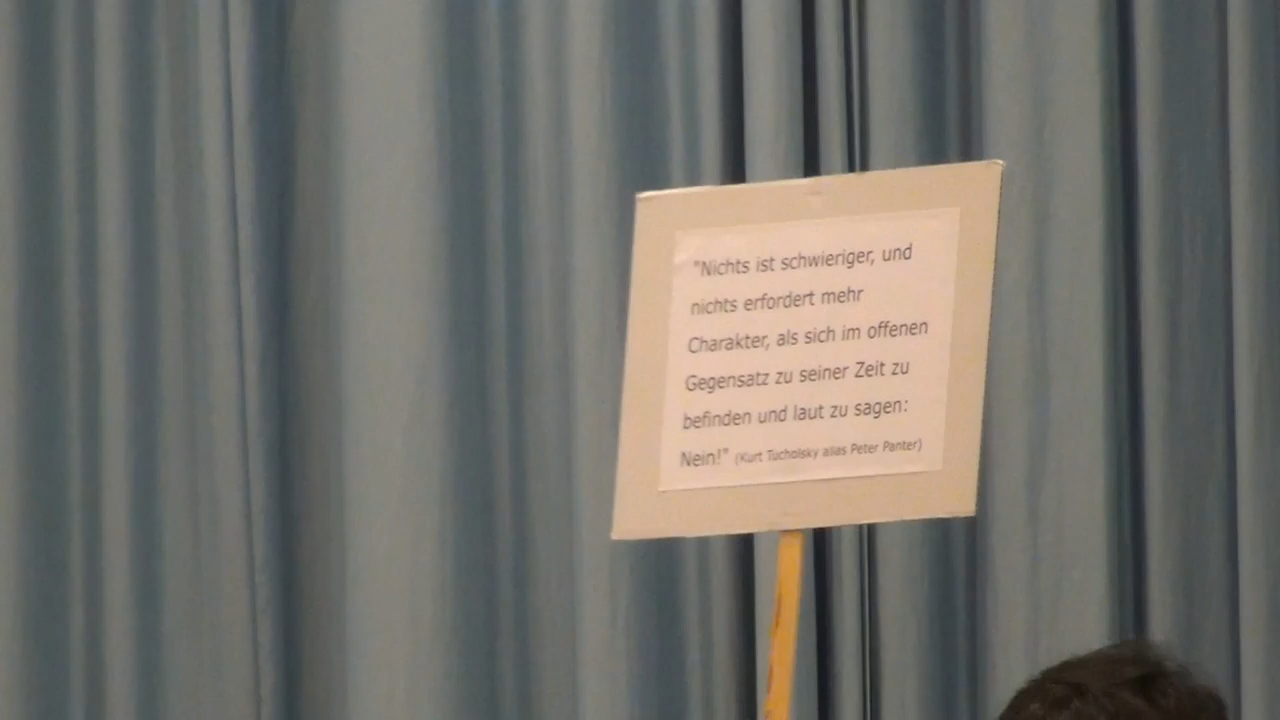 "Nichts ist schwieriger, und
nichts erfordert mehr
Charakter, als sich im offenen
Gegensatz zu seiner Zeit zu
befinden und laut zu sagen:
Nein!" (Kurt Tucholsky alias Peter Panter)